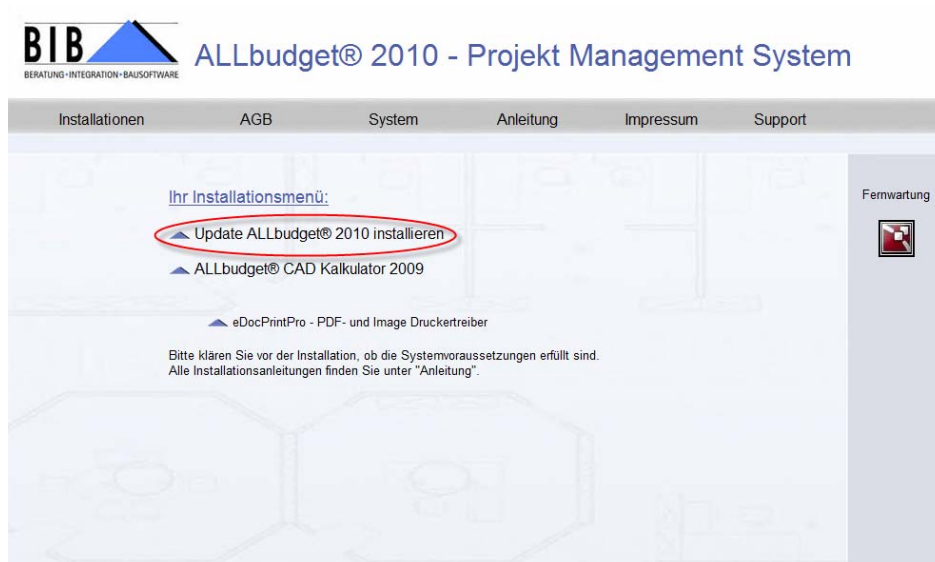 BIB
BERATUNG·INTEGRATION·BAUSOFTWARE
ALLbudget® 2010 - Projekt Management System
Installationen AGB System Anleitung Impressum Support
Ihr Installationsmenü:
Fernwartung
Update ALLbudget® 2010 installieren
ALLbudget® CAD Kalkulator 2009
eDocPrintPro - PDF- und Image Druckertreiber
Bitte klären Sie vor der Installation, ob die Systemvoraussetzungen erfüllt sind.
Alle Installationsanleitungen finden Sie unter "Anleitung".